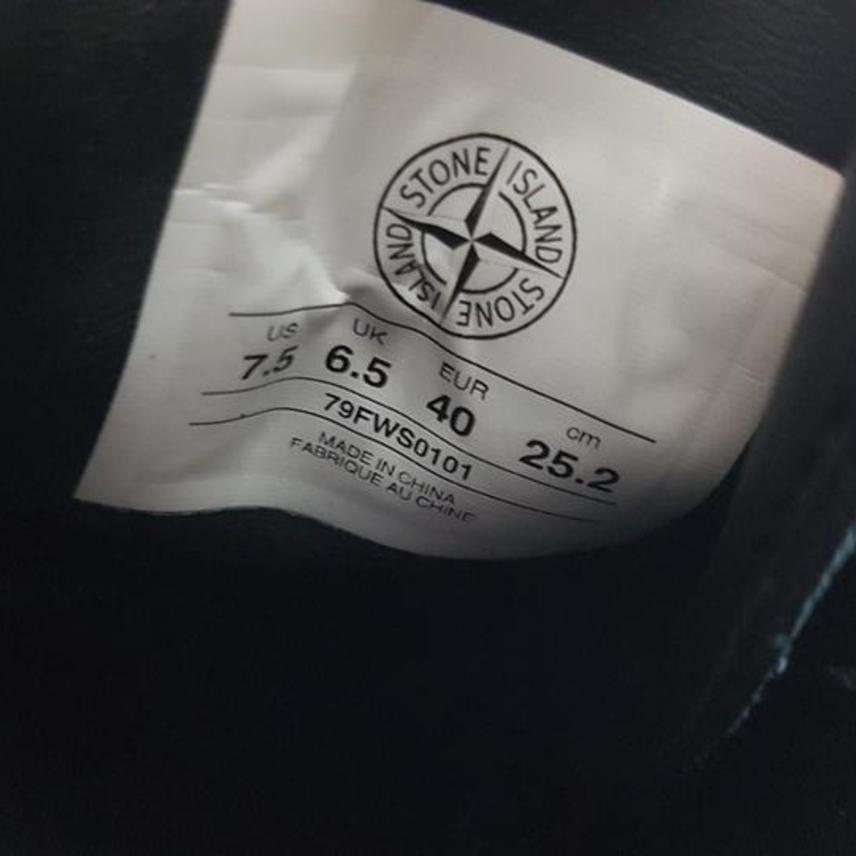 STONE ISLAND
STONE ISLAND
US UK EUR cm
7.5 6.5 40 25.2
79FWS0101
MADE IN CHINA
FABRIQUE AU CHINE